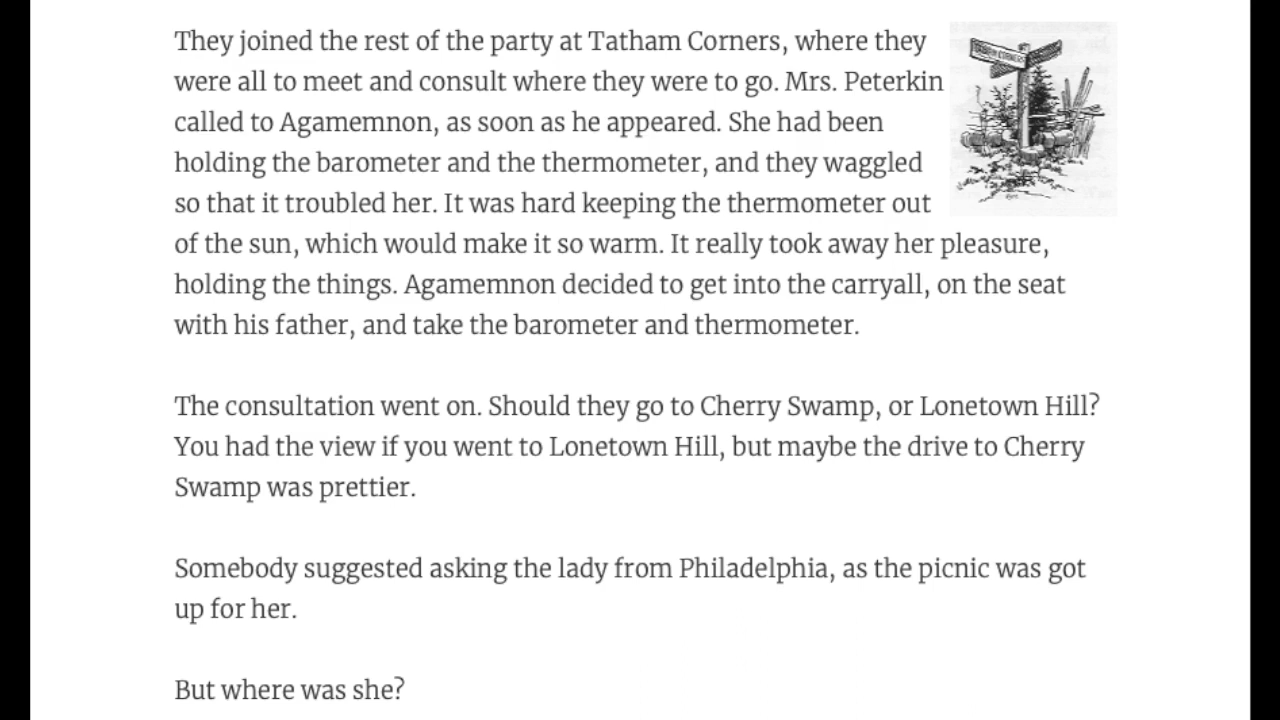 They joined the rest of the party at Tatham Corners, where they
were all to meet and consult where they were to go. Mrs. Peterkin
called to Agamemnon, as soon as he appeared. She had been
holding the barometer and the thermometer, and they waggled
so that it troubled her. It was hard keeping the thermometer out
of the sun, which would make it so warm. It really took away her pleasure,
holding the things. Agamemnon decided to get into the carryall, on the seat
with his father, and take the barometer and thermometer.
The consultation went on. Should they go to Cherry Swamp, or Lonetown Hill?
You had the view if you went to Lonetown Hill, but maybe the drive to Cherry
Swamp was prettier.
Somebody suggested asking the lady from Philadelphia, as the picnic was got
up for her.
But where was she?